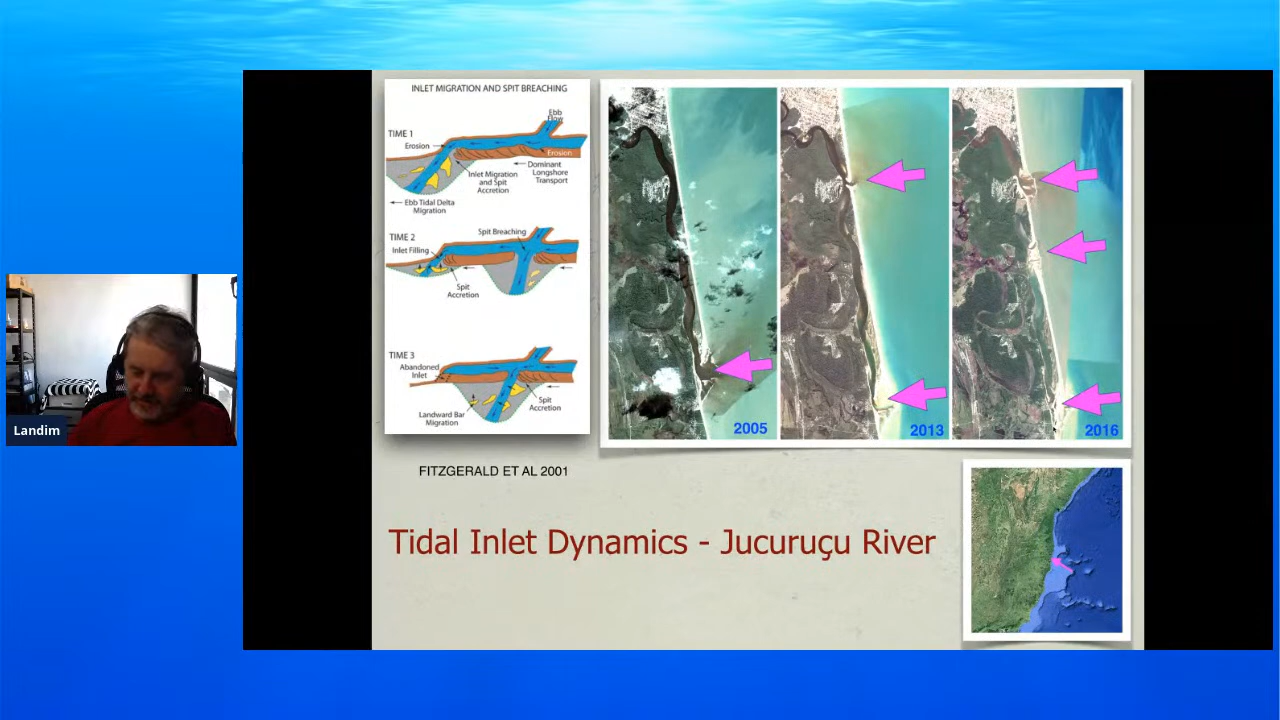 INLET MIGRATION AND SPIT BREACHING
Ebb
Flow
TIME 1
Erosion
Erosion
Dominant
Longshore
Transport
Inlet Migration
and Spit
Accretion
Ebb Tidal Delta
Migration
TIME 2
Spit Breaching
Inlet Filling
Spit
Accretion
TIME 3
Abandoned
Inlet
Spit
Accretion
Landward Bar
Migration
2005
2013
2016
Landim
FITZGERALD ET AL 2001
Tidal Inlet Dynamics - Jucuruçu River